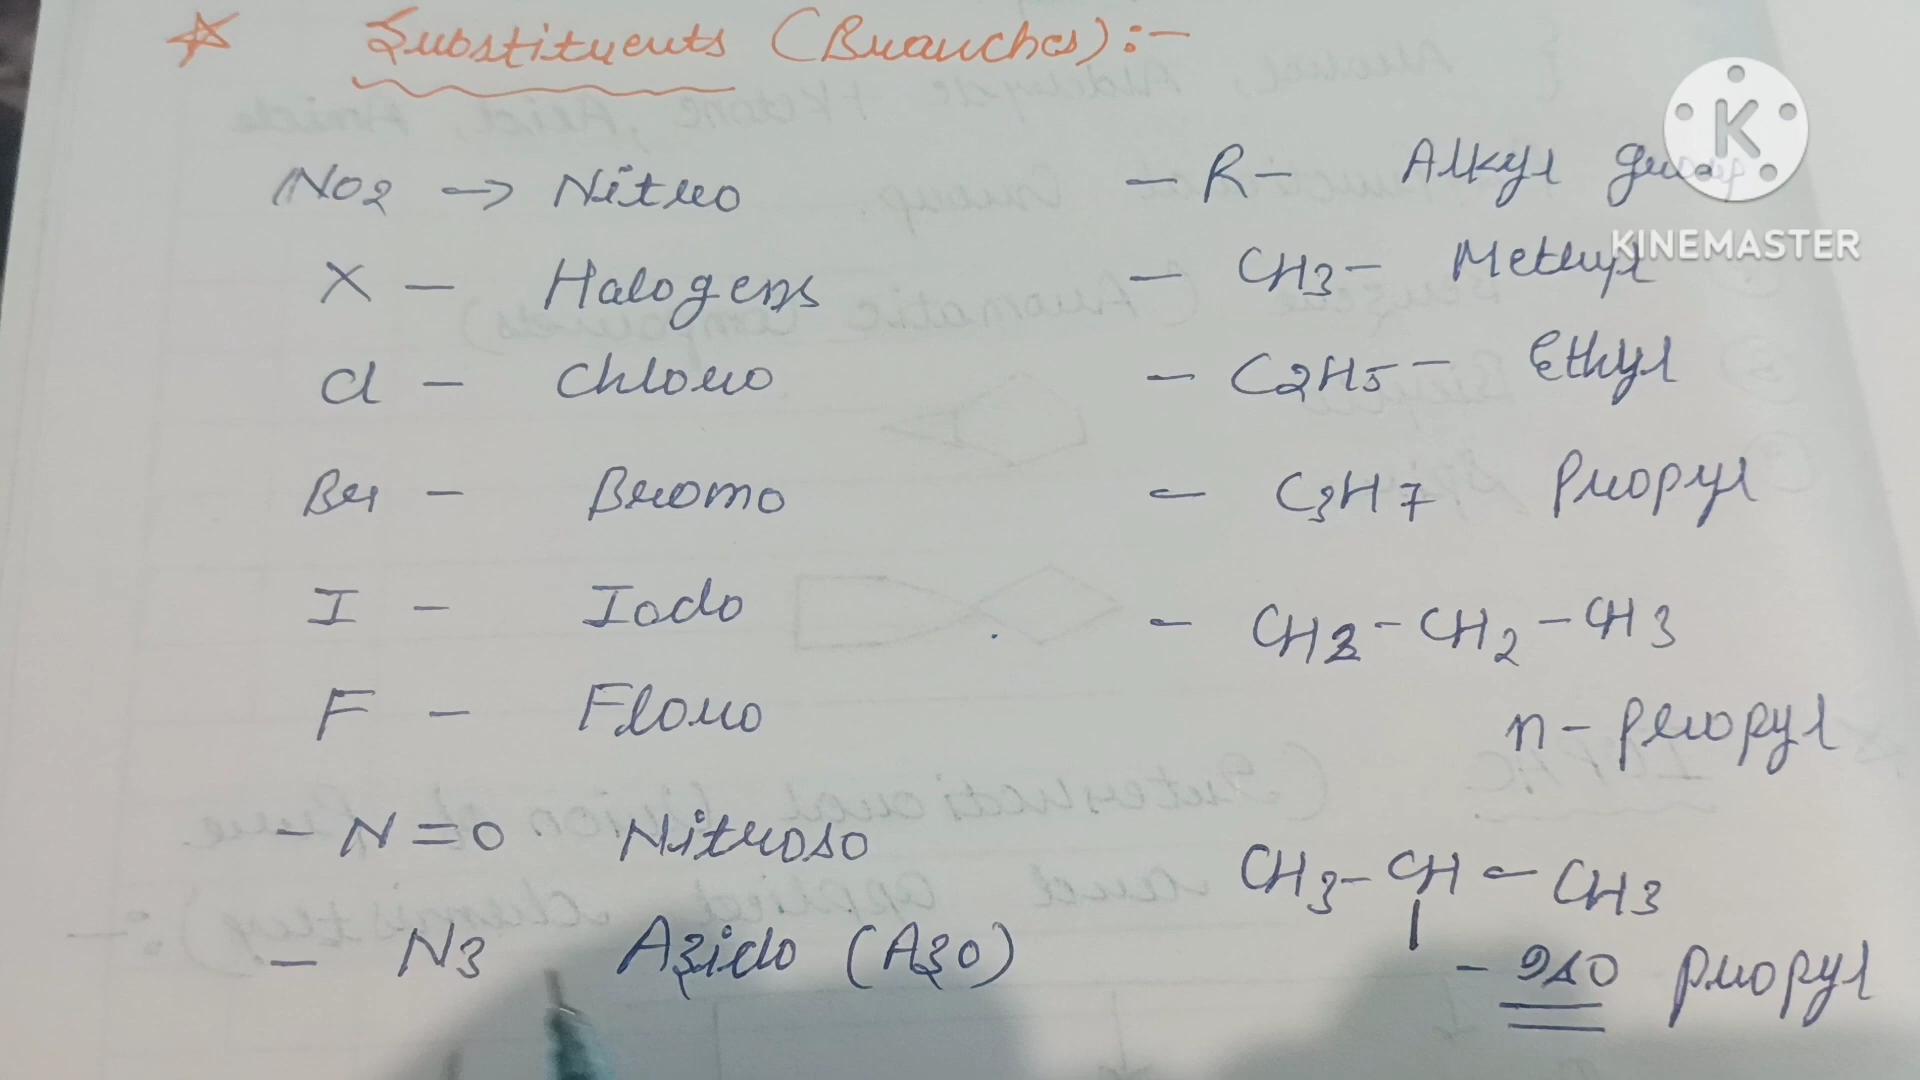 Substituents (Branches):-
NO2 → Nitro
X - Halogens
Cl - Chloro
Br - Bromo
I - Iodo
F - Floro
- N=O Nitroso
- N3 Azido (Azo)
- R- Alkyl group
- CH3- Methyl
- C2H5- Ethyl
- C3H7 Propyl
- CH2-CH2-CH3
n-propyl
CH3-CH-CH3
- iso propyl
K
KINEMASTER